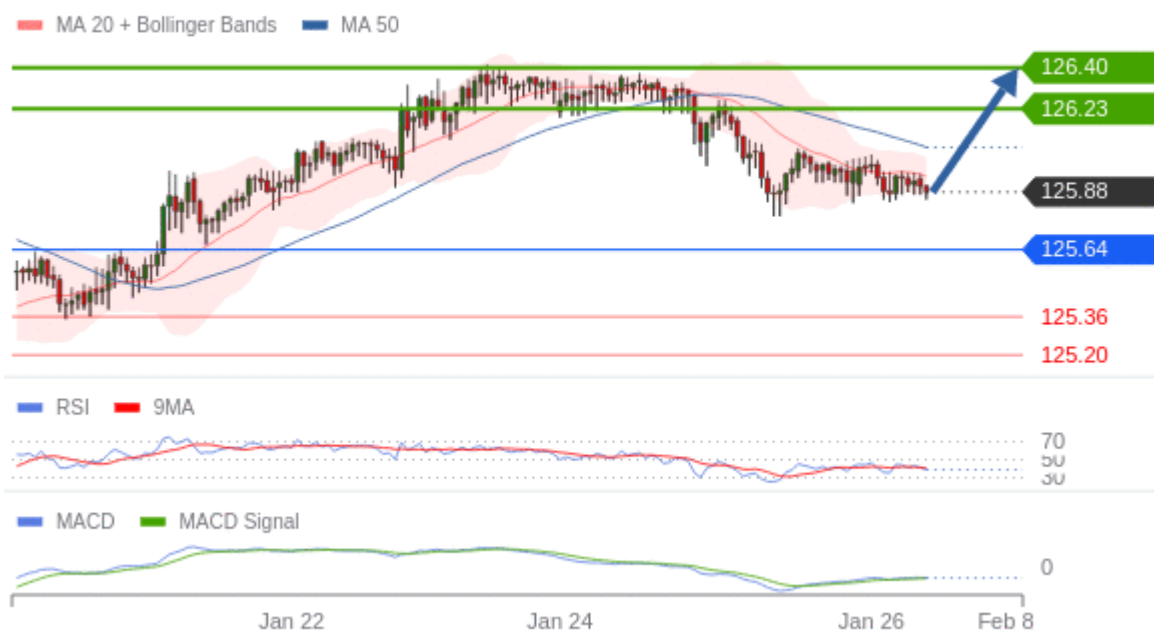 MA 20 + Bollinger Bands MA 50
126.40
126.23
125.88
125.64
125.36
125.20
RSI 9MA
70
50
30
MACD MACD Signal
0
Jan 22 Jan 24 Jan 26 Feb 8